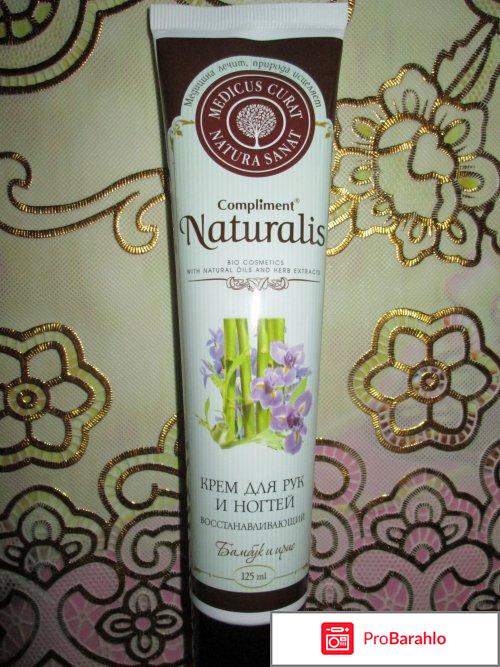 Медицина лечит, природа исцеляет
MEDICUS CURAT
NATURA SANAT
Compliment®
Naturalis
BIO COSMETICS
WITH NATURAL OILS AND HERB EXTRACTS
КРЕМ ДЛЯ РУК
И НОГТЕЙ
ВОССТАНАВЛИВАЮЩИЙ
Бамбук и ирис
125 ml
ProBarahlo